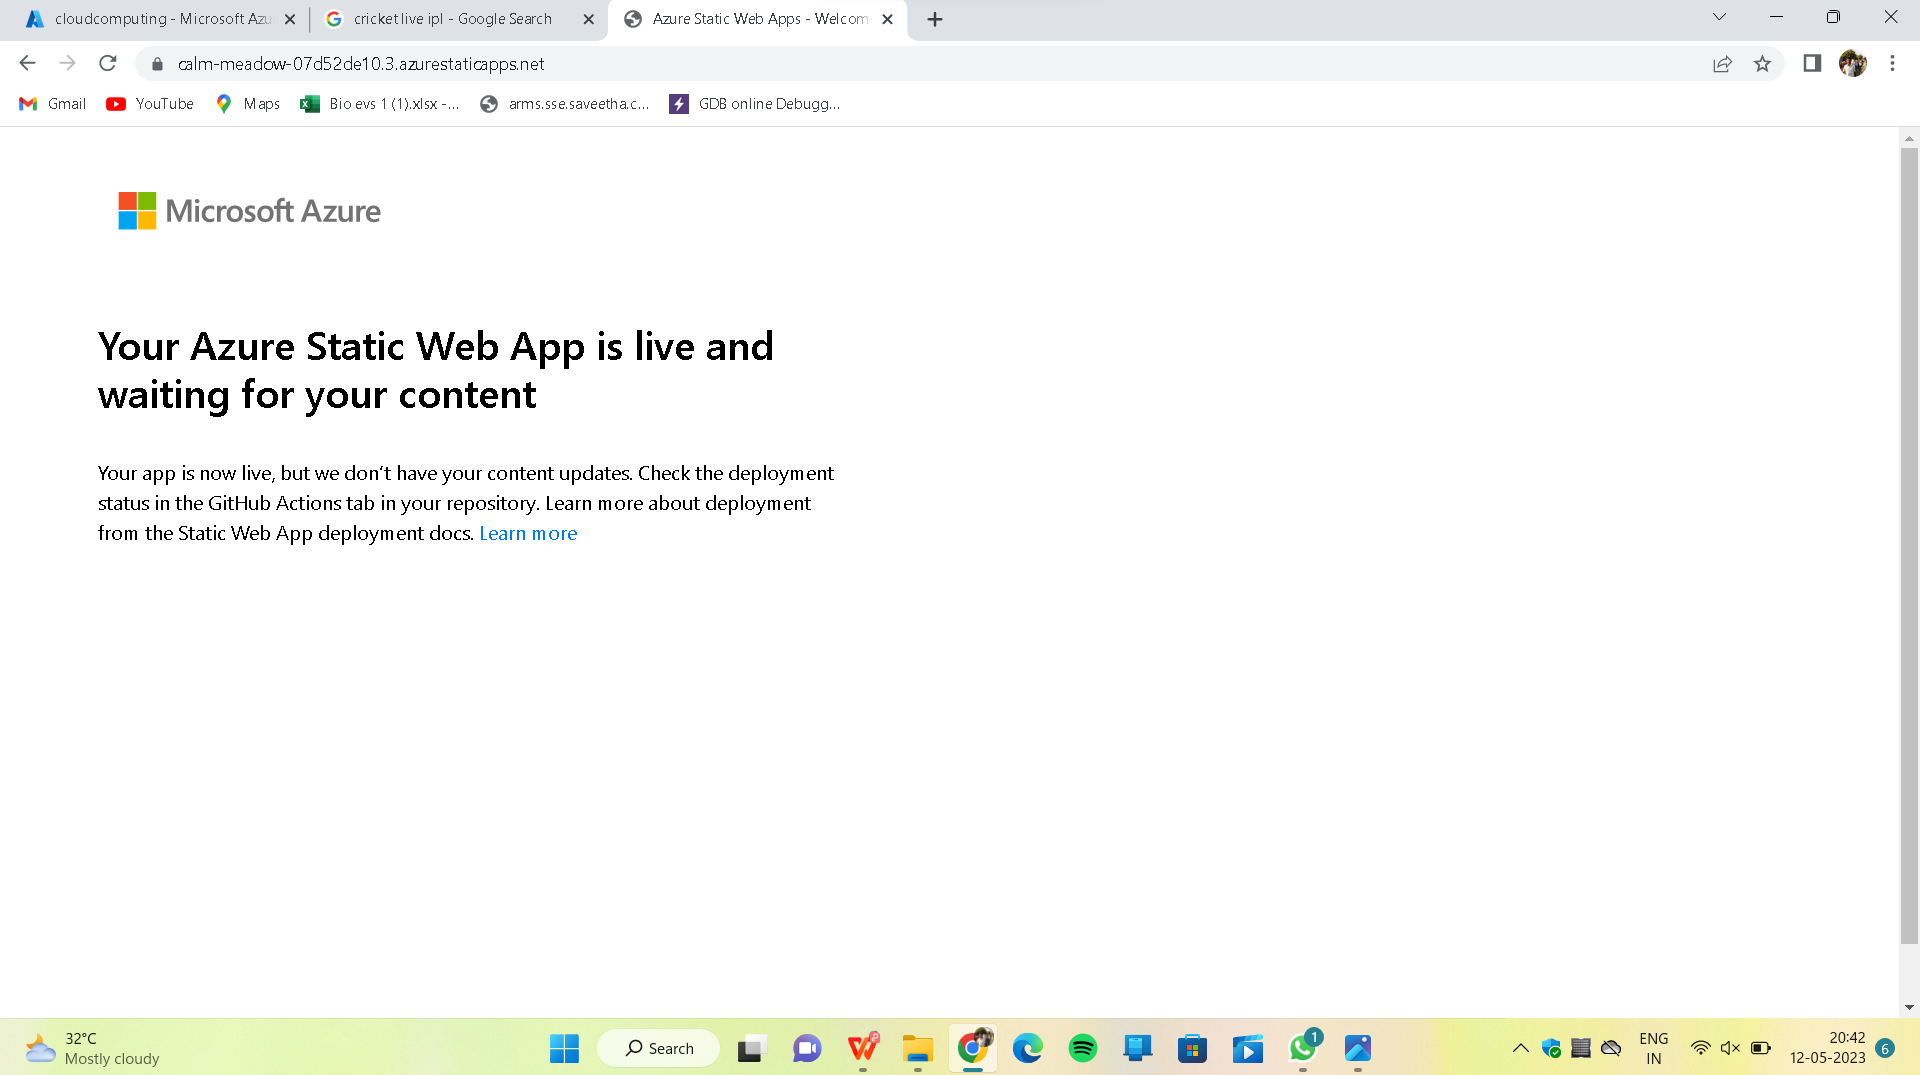 cloudcomputing - Microsoft Azu
cricket live ipl - Google Search
Azure Static Web Apps - Welcom
calm-meadow-07d52de10.3.azurestaticapps.net
Gmail
YouTube
Maps
Bio evs 1 (1).xlsx -...
arms.sse.saveetha.c...
GDB online Debugg...
Microsoft Azure
Your Azure Static Web App is live and
waiting for your content
Your app is now live, but we don’t have your content updates. Check the deployment
status in the GitHub Actions tab in your repository. Learn more about deployment
from the Static Web App deployment docs. Learn more
32°C
Mostly cloudy
Search
1
ENG
IN
20:42
12-05-2023
6